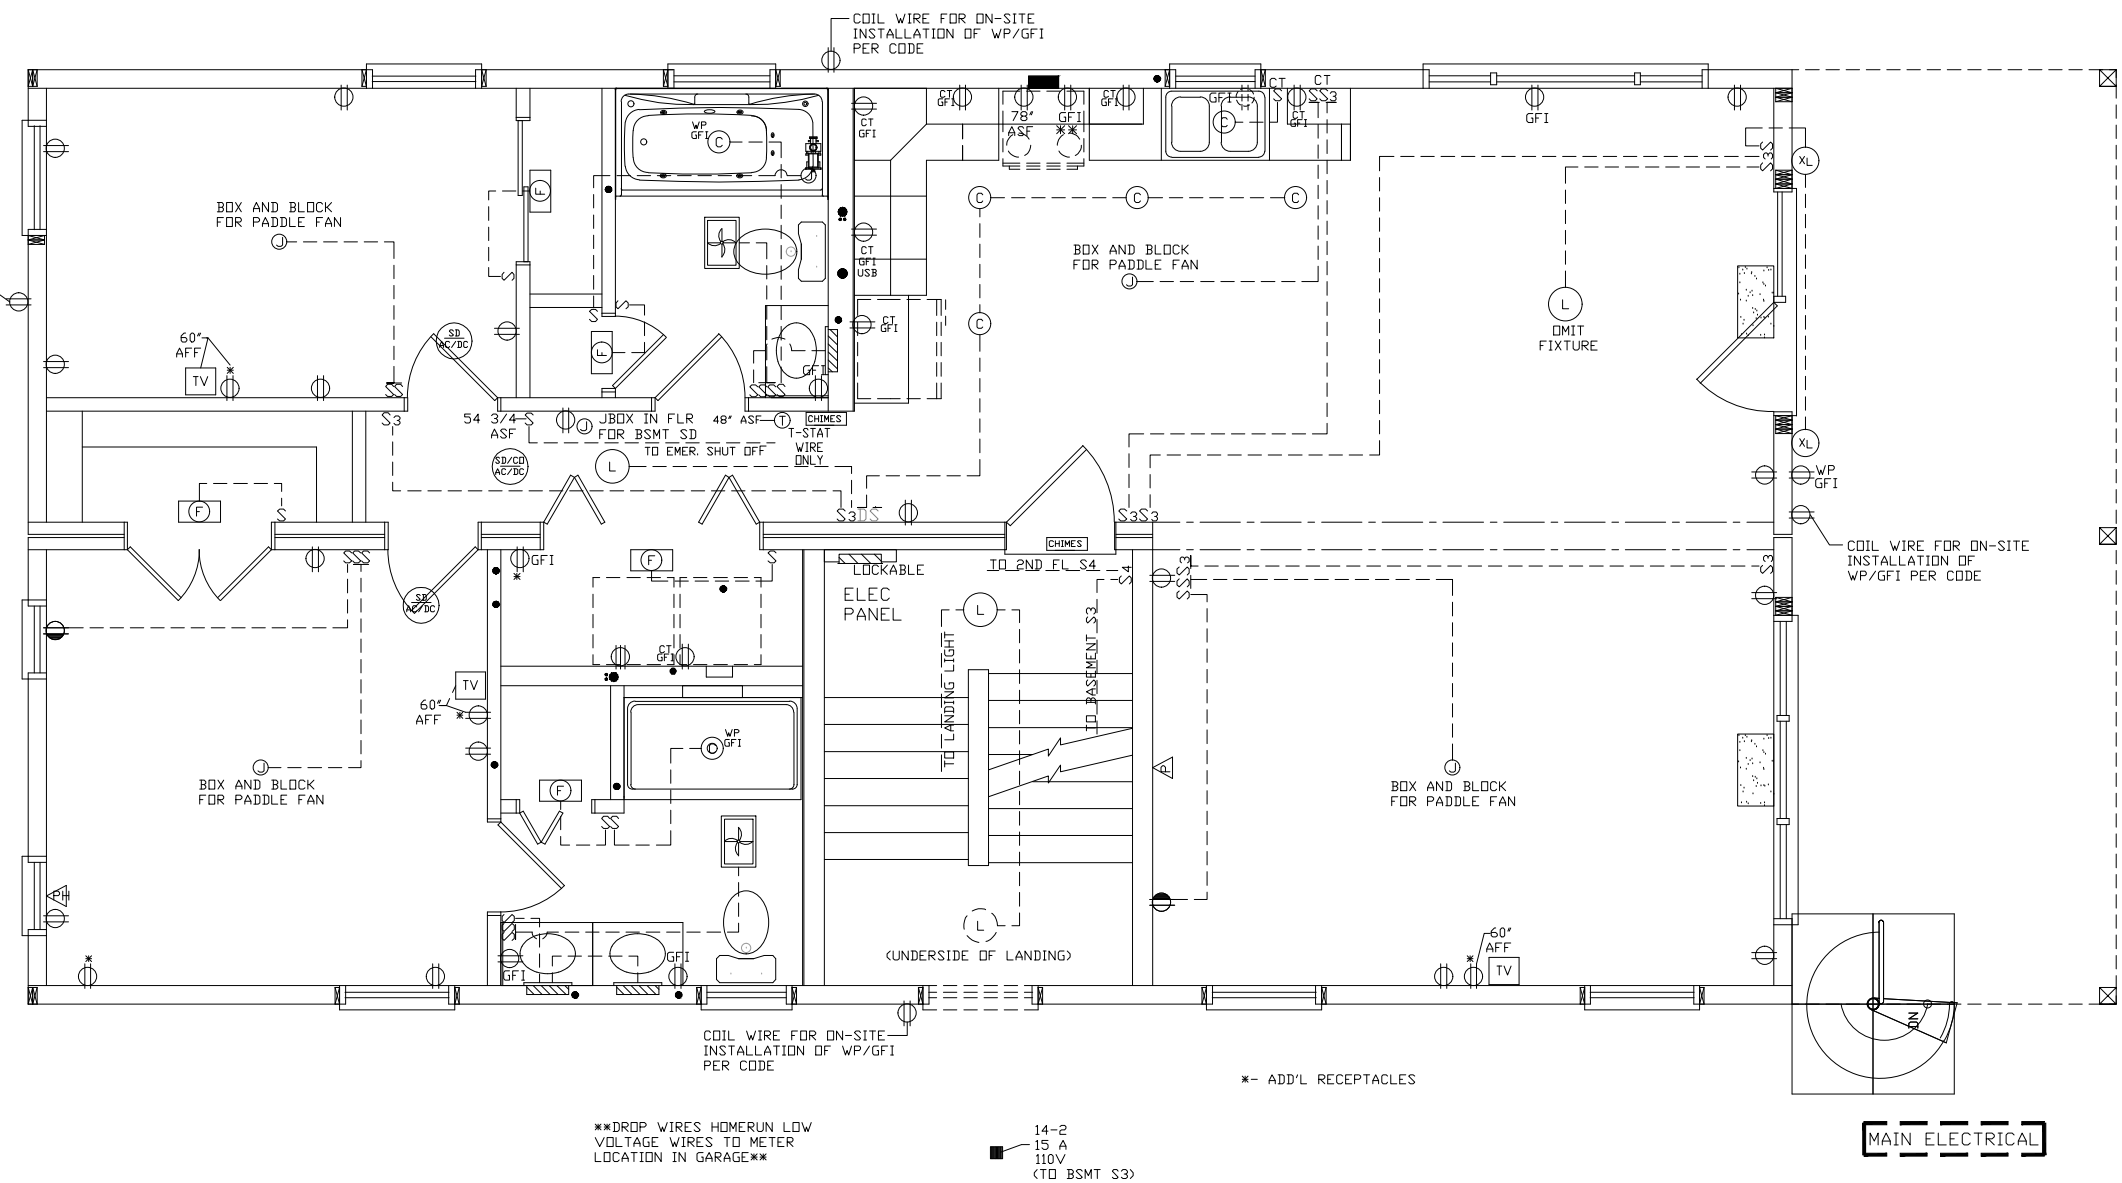 COIL WIRE FOR ON-SITE
INSTALLATION OF WP/GFI
PER CODE
CT
GFI
78"
ASF
GFI
**
CT
GFI
GFI
CT
S
CT
SS3
CT
GFI
GFI
WP
GFI
C
CT
GFI
C
S3
XL
F
J
BOX AND BLOCK
FOR PADDLE FAN
J
C
C
C
CT
GFI
USB
BOX AND BLOCK
FOR PADDLE FAN
J
S
S
S
L
OMIT
FIXTURE
CT
GFI
C
60"
AFF
*
TV
SD
AC/DC
F
GFI
SS
SSS
S3
54 3/4
ASF
S
J
JBOX IN FLR
FOR BSMT SD
48" ASF
T
CHIMES
T-STAT
WIRE
ONLY
TO EMER. SHUT OFF
XL
SD/CO
AC/DC
L
WP
GFI
F
S
S3
DS
S3
S3
CHIMES
COIL WIRE FOR ON-SITE
INSTALLATION OF
WP/GFI PER CODE
SSS
GFI
*
F
S
LOCKABLE
ELEC
PANEL
TO 2ND FL S4
S4
SSS3
S3
SD
AC/DC
L
TO LANDING LIGHT
TO BASEMENT S3
CT
GFI
TV
60"
AFF
*
WP
GFI
C
P
J
BOX AND BLOCK
FOR PADDLE FAN
J
BOX AND BLOCK
FOR PADDLE FAN
F
SS
PH
L
(UNDERSIDE OF LANDING)
*
GFI
GFI
60"
AFF
*
TV
DN
COIL WIRE FOR ON-SITE
INSTALLATION OF WP/GFI
PER CODE
*- ADD'L RECEPTACLES
**DROP WIRES HOMERUN LOW
VOLTAGE WIRES TO METER
LOCATION IN GARAGE**
14-2
15 A
110V
(TO BSMT S3)
MAIN ELECTRICAL